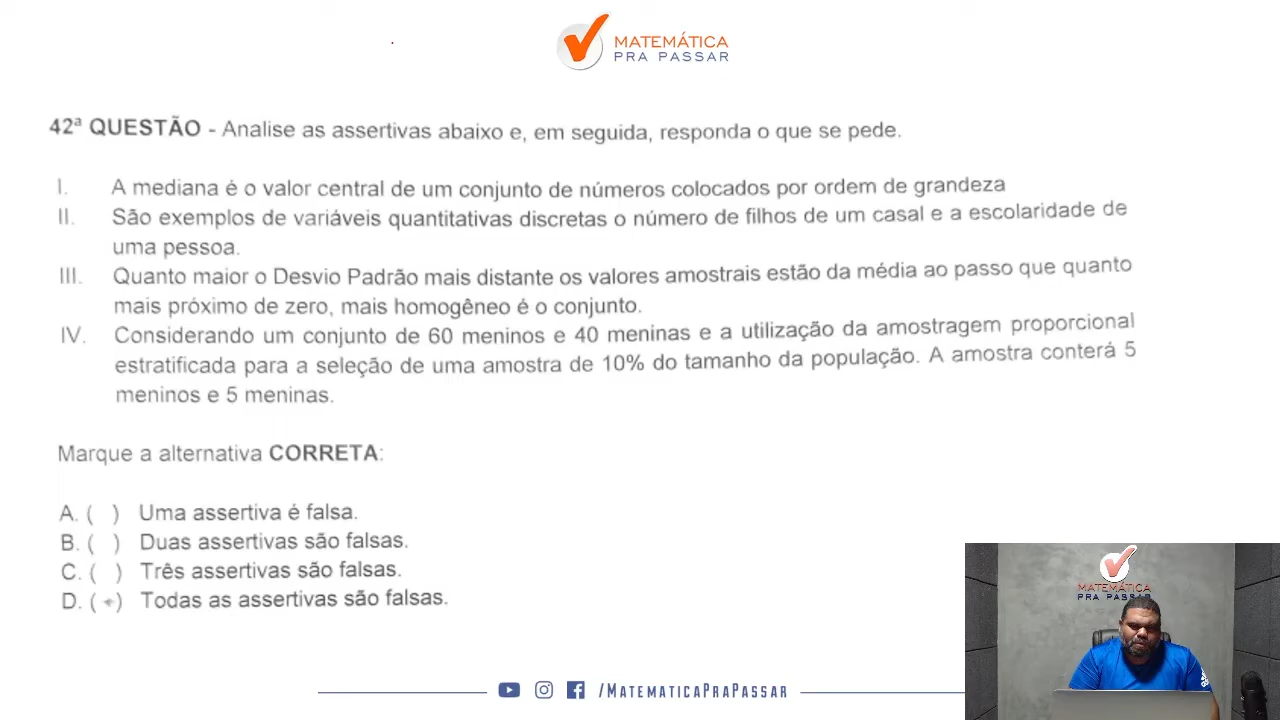 MATEMÁTICA
PRA PASSAR
42ª QUESTÃO - Analise as assertivas abaixo e, em seguida, responda o que se pede.
I. A mediana é o valor central de um conjunto de números colocados por ordem de grandeza
II. São exemplos de variáveis quantitativas discretas o número de filhos de um casal e a escolaridade de
uma pessoa.
III. Quanto maior o Desvio Padrão mais distante os valores amostrais estão da média ao passo que quanto
mais próximo de zero, mais homogêneo é o conjunto.
IV. Considerando um conjunto de 60 meninos e 40 meninas e a utilização da amostragem proporcional
estratificada para a seleção de uma amostra de 10% do tamanho da população. A amostra conterá 5
meninos e 5 meninas.
Marque a alternativa CORRETA:
A. ( ) Uma assertiva é falsa.
B. ( ) Duas assertivas são falsas.
C. ( ) Três assertivas são falsas.
D. ( ) Todas as assertivas são falsas.
MATEMÁTICA
PRA PASSAR
/MATEMATICAPRAPASSAR